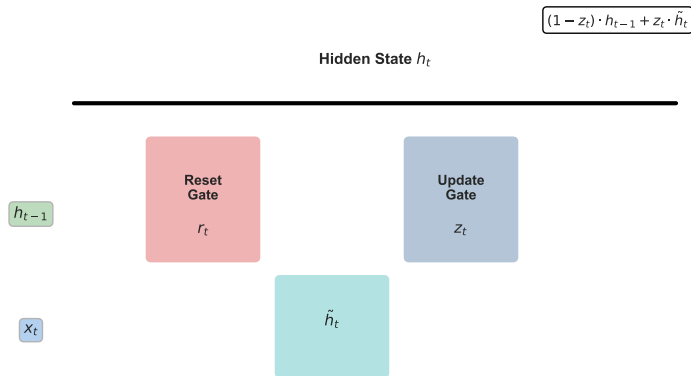 (1 − z_t) · h_{t−1} + z_t · h̃_t
Hidden State h_t
Reset
Gate
r_t
Update
Gate
z_t
h_{t−1}
h̃_t
x_t